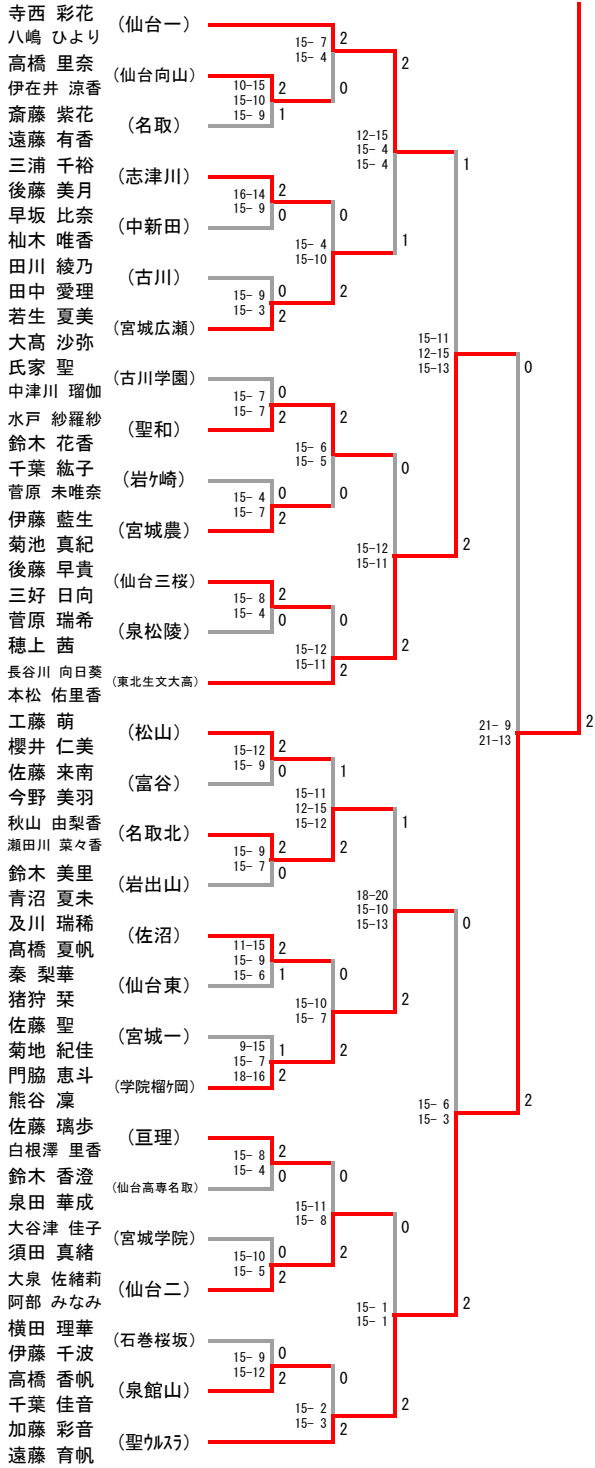 寺西 彩花
八嶋 ひより
(仙台一)
高橋 里奈
伊在井 涼香
(仙台向山)
斎藤 紫花
遠藤 有香
(名取)
三浦 千裕
後藤 美月
(志津川)
早坂 比奈
杣木 唯香
(中新田)
田川 綾乃
田中 愛理
(古川)
若生 夏美
大髙 沙弥
(宮城広瀬)
氏家 聖
中津川 瑠伽
(古川学園)
水戸 紗羅紗
鈴木 花香
(聖和)
千葉 紘子
菅原 未唯奈
(岩ケ崎)
伊藤 藍生
菊池 真紀
(宮城農)
後藤 早貴
三好 日向
(仙台三桜)
菅原 瑞希
穂上 茜
(泉松陵)
長谷川 向日葵
本松 佑里香
(東北生文大高)
工藤 萌
櫻井 仁美
(松山)
佐藤 来南
今野 美羽
(富谷)
秋山 由梨香
瀬田川 菜々香
(名取北)
鈴木 美里
青沼 夏未
(岩出山)
及川 瑞稀
髙橋 夏帆
(佐沼)
秦 梨華
猪狩 栞
(仙台東)
佐藤 聖
菊地 紀佳
(宮城一)
門脇 恵斗
熊谷 凜
(学院榴ケ岡)
佐藤 璃歩
白根澤 里香
(亘理)
鈴木 香澄
泉田 華成
(仙台高専名取)
大谷津 佳子
須田 真緒
(宮城学院)
大泉 佐緒莉
阿部 みなみ
(仙台二)
横田 理華
伊藤 千波
(石巻桜坂)
高橋 香帆
千葉 佳音
(泉館山)
加藤 彩音
遠藤 育帆
(聖ウルスラ)
10-15
15-10
15- 9
2
1
16-14
15- 9
2
0
15- 9
15- 3
0
2
15- 7
15- 7
0
2
15- 4
15- 7
0
2
15- 8
15- 4
2
0
15-12
15- 9
2
0
15- 9
15- 7
2
0
11-15
15- 9
15- 6
2
1
9-15
15- 7
18-16
1
2
15- 8
15- 4
2
0
15-10
15- 5
0
2
15- 9
15-12
0
2
15- 7
15- 4
2
0
15- 4
15-10
0
2
15- 6
15- 5
2
0
15-12
15-11
0
2
15-11
12-15
15-12
1
2
15-10
15- 7
0
2
15-11
15- 8
0
2
15- 2
15- 3
0
2
12-15
15- 4
15- 4
2
1
15-12
15-11
0
2
18-20
15-10
15-13
1
2
15- 1
15- 1
0
2
15-11
12-15
15-13
1
2
15- 6
15- 3
0
2
21- 9
21-13
0
2
2